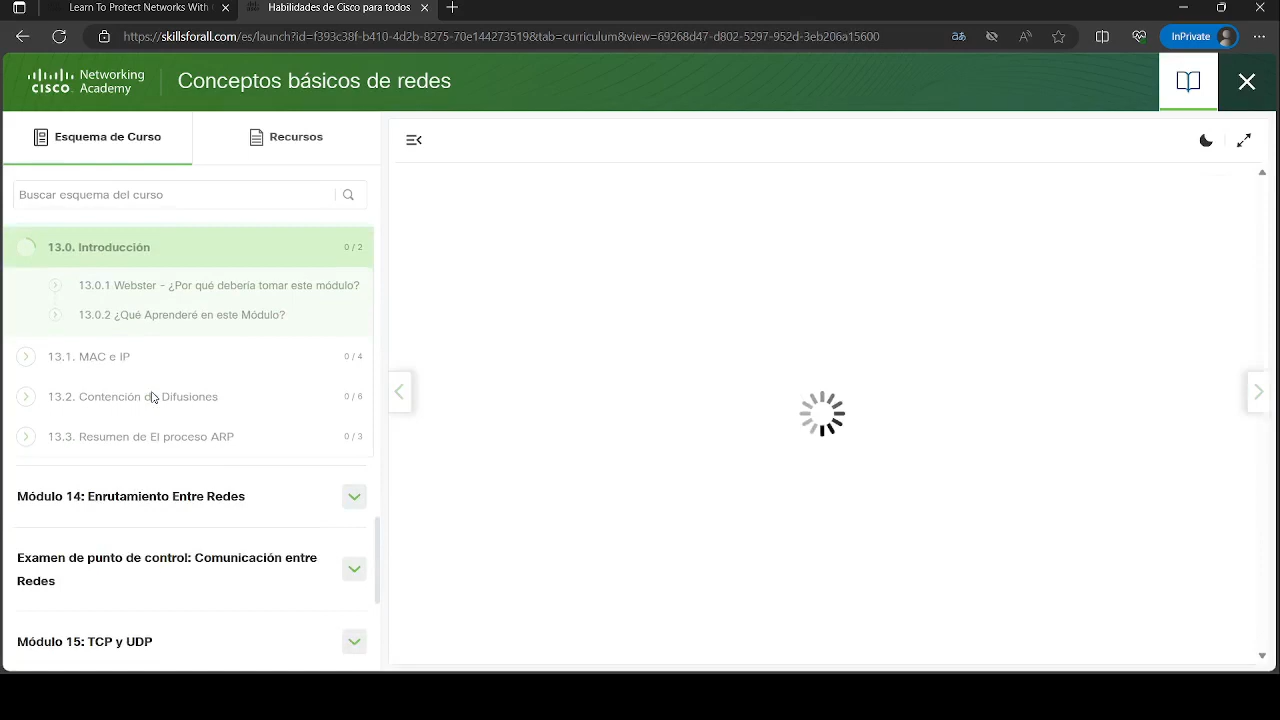 Learn To Protect Networks With
Habilidades de Cisco para todos
https://skillsforall.com/es/launch?id=f393c38f-b410-4d2b-8275-70e144273519&tab=curriculum&view=69268d47-d802-5297-952d-3eb206a15600
InPrivate
CISCO Networking Academy
Conceptos básicos de redes
Esquema de Curso
Recursos
Buscar esquema del curso
13.0. Introducción 0 / 2
13.0.1 Webster - ¿Por qué debería tomar este módulo?
13.0.2 ¿Qué Aprenderé en este Módulo?
13.1. MAC e IP 0 / 4
13.2. Contención de Difusiones 0 / 6
13.3. Resumen de El proceso ARP 0 / 3
Módulo 14: Enrutamiento Entre Redes
Examen de punto de control: Comunicación entre
Redes
Módulo 15: TCP y UDP